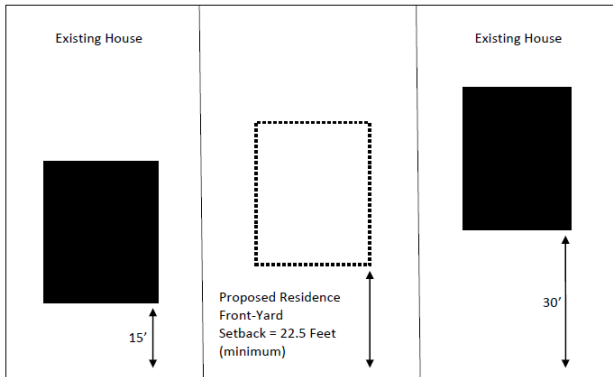 Existing House
Existing House
15’
Proposed Residence
Front-Yard
Setback = 22.5 Feet
(minimum)
30’